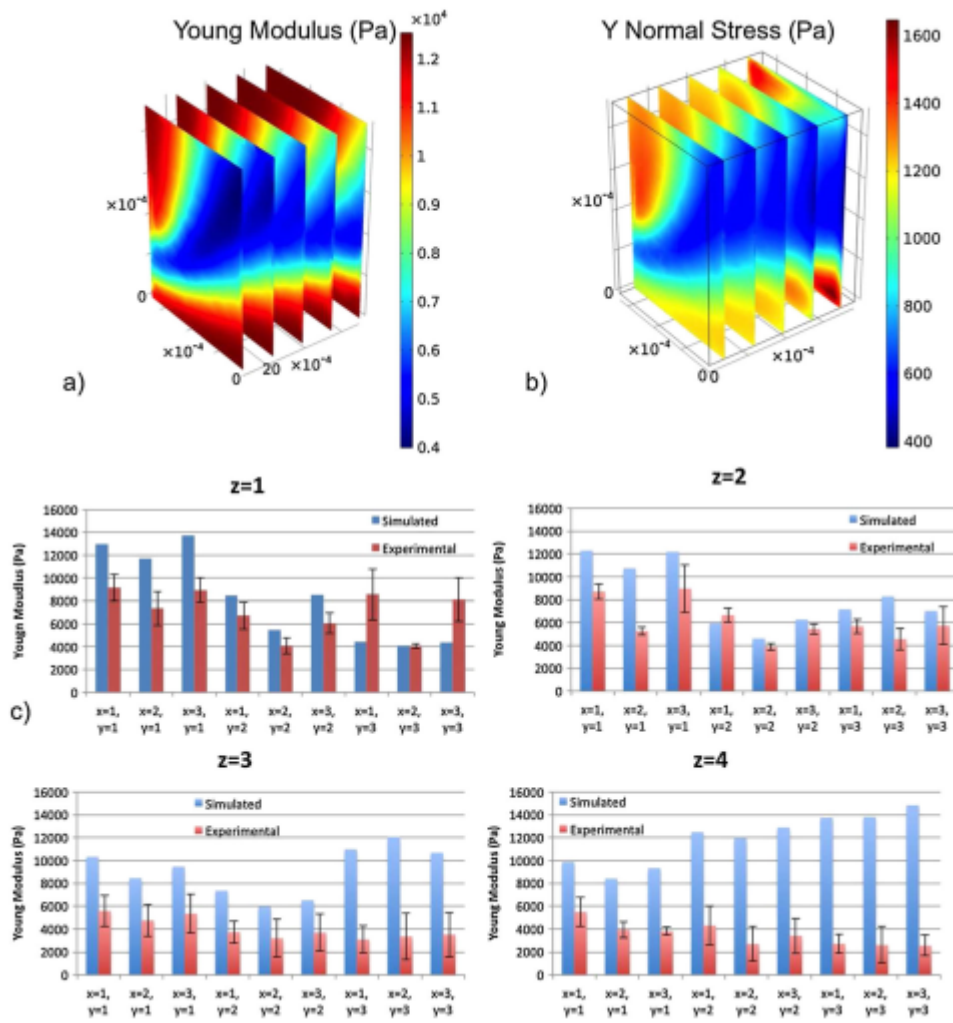 Young Modulus (Pa)
×10⁴
Y Normal Stress (Pa)
1.2
1.1
1
0.9
0.8
0.7
0.6
0.5
0.4
×10⁻⁴
0
×10⁻⁴
0
20
×10⁻⁴
a)
1600
1400
1200
1000
800
600
400
×10⁻⁴
0
×10⁻⁴
0
0
×10⁻⁴
b)
z=1
Yougn Moudlus (Pa)
16000
14000
12000
10000
8000
6000
4000
2000
0
Simulated
Experimental
x=1, x=2, x=3, x=1, x=2, x=3, x=1, x=2, x=3,
y=1 y=1 y=1 y=2 y=2 y=2 y=3 y=3 y=3
z=2
Young Modulus (Pa)
16000
14000
12000
10000
8000
6000
4000
2000
0
Simulated
Experimental
x=1, x=2, x=3, x=1, x=2, x=3, x=1, x=2, x=3,
y=1 y=1 y=1 y=2 y=2 y=2 y=3 y=3 y=3
c)
z=3
Young Modulus (Pa)
16000
14000
12000
10000
8000
6000
4000
2000
0
Simulated
Experimental
x=1, x=2, x=3, x=1, x=2, x=3, x=1, x=2, x=3,
y=1 y=1 y=1 y=2 y=2 y=2 y=3 y=3 y=3
z=4
Young Modulus (Pa)
16000
14000
12000
10000
8000
6000
4000
2000
0
Simulated
Experimental
x=1, x=2, x=3, x=1, x=2, x=3, x=1, x=2, x=3,
y=1 y=1 y=1 y=2 y=2 y=2 y=3 y=3 y=3